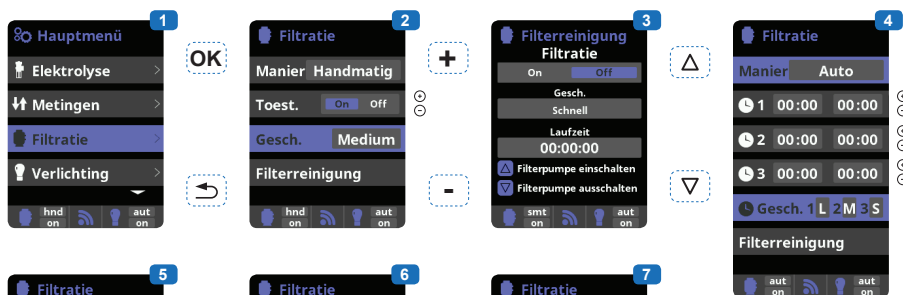 1
Hauptmenü
Elektrolyse
Metingen
Filtratie
Verlichting
hnd aut
on on
OK
2
Filtratie
Manier Handmatig
Toest. On Off
Gesch. Medium
Filterreinigung
hnd aut
on on
+
-
3
Filterreinigung
Filtratie
On Off
Gesch.
Schnell
Laufzeit
00:00:00
Filterpumpe einschalten
Filterpumpe ausschalten
smt aut
on on
4
Filtratie
Manier Auto
1 00:00 00:00
2 00:00 00:00
3 00:00 00:00
Gesch. 1 L 2 M 3 S
Filterreinigung
aut aut
on on
5
Filtratie
6
Filtratie
7
Filtratie